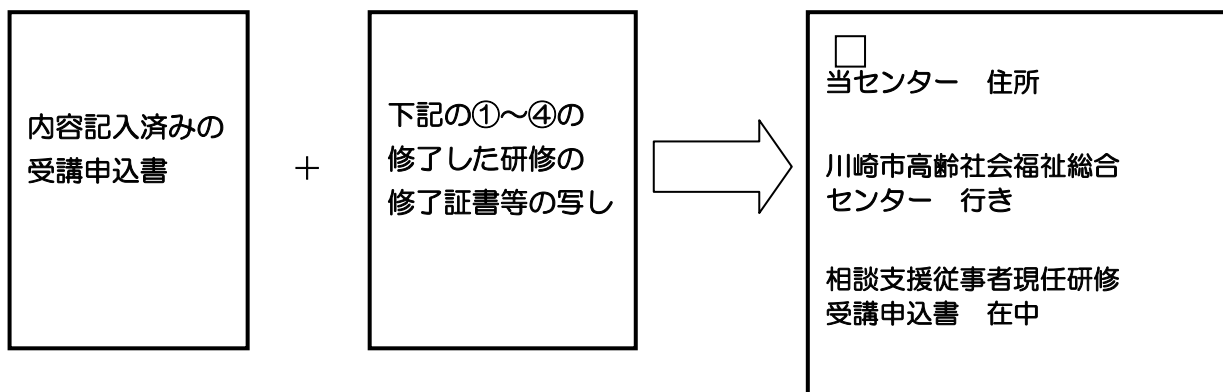 内容記入済みの
受講申込書
+
下記の①~④の
修了した研修の
修了証書等の写し
当センター 住所
川崎市高齢社会福祉総合
センター 行き
相談支援従事者現任研修
受講申込書 在中